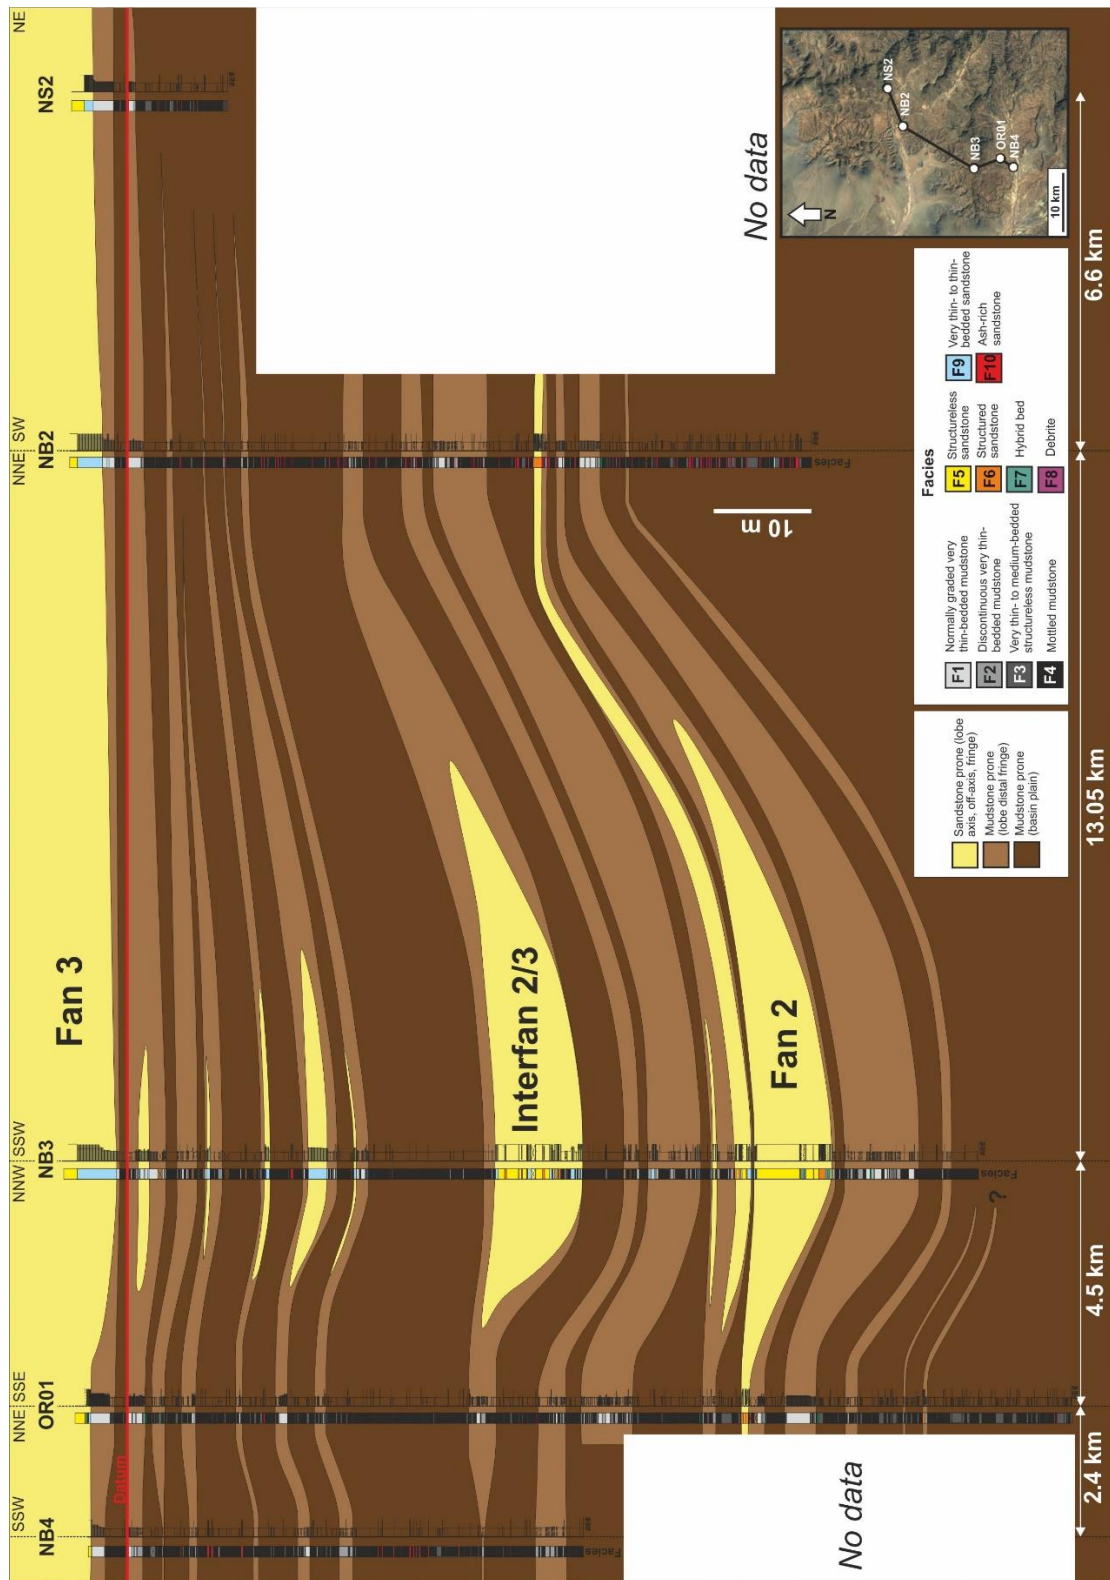 SSW
NNE
SSE
NNW
SSW
NNE
SW
NE
NB4
OR01
NB3
NB2
NS2
Datum
Fan 3
Interfan 2/3
Fan 2
?
No data
No data
Facies
Facies
Facies
10 m
Sandstone prone (lobe
axis, off-axis, fringe)
Mudstone prone
(lobe distal fringe)
Mudstone prone
(basin plain)
Facies
F1
Normally graded very
thin-bedded mudstone
F2
Discontinuous very thin-
bedded mudstone
F3
Very thin- to medium-bedded
structureless mudstone
F4
Mottled mudstone
F5
Structureless
sandstone
F6
Structured
sandstone
F7
Hybrid bed
F8
Debrite
F9
Very thin- to thin-
bedded sandstone
F10
Ash-rich
sandstone
N
NS2
NB2
NB3
OR01
NB4
10 km
2.4 km
4.5 km
13.05 km
6.6 km